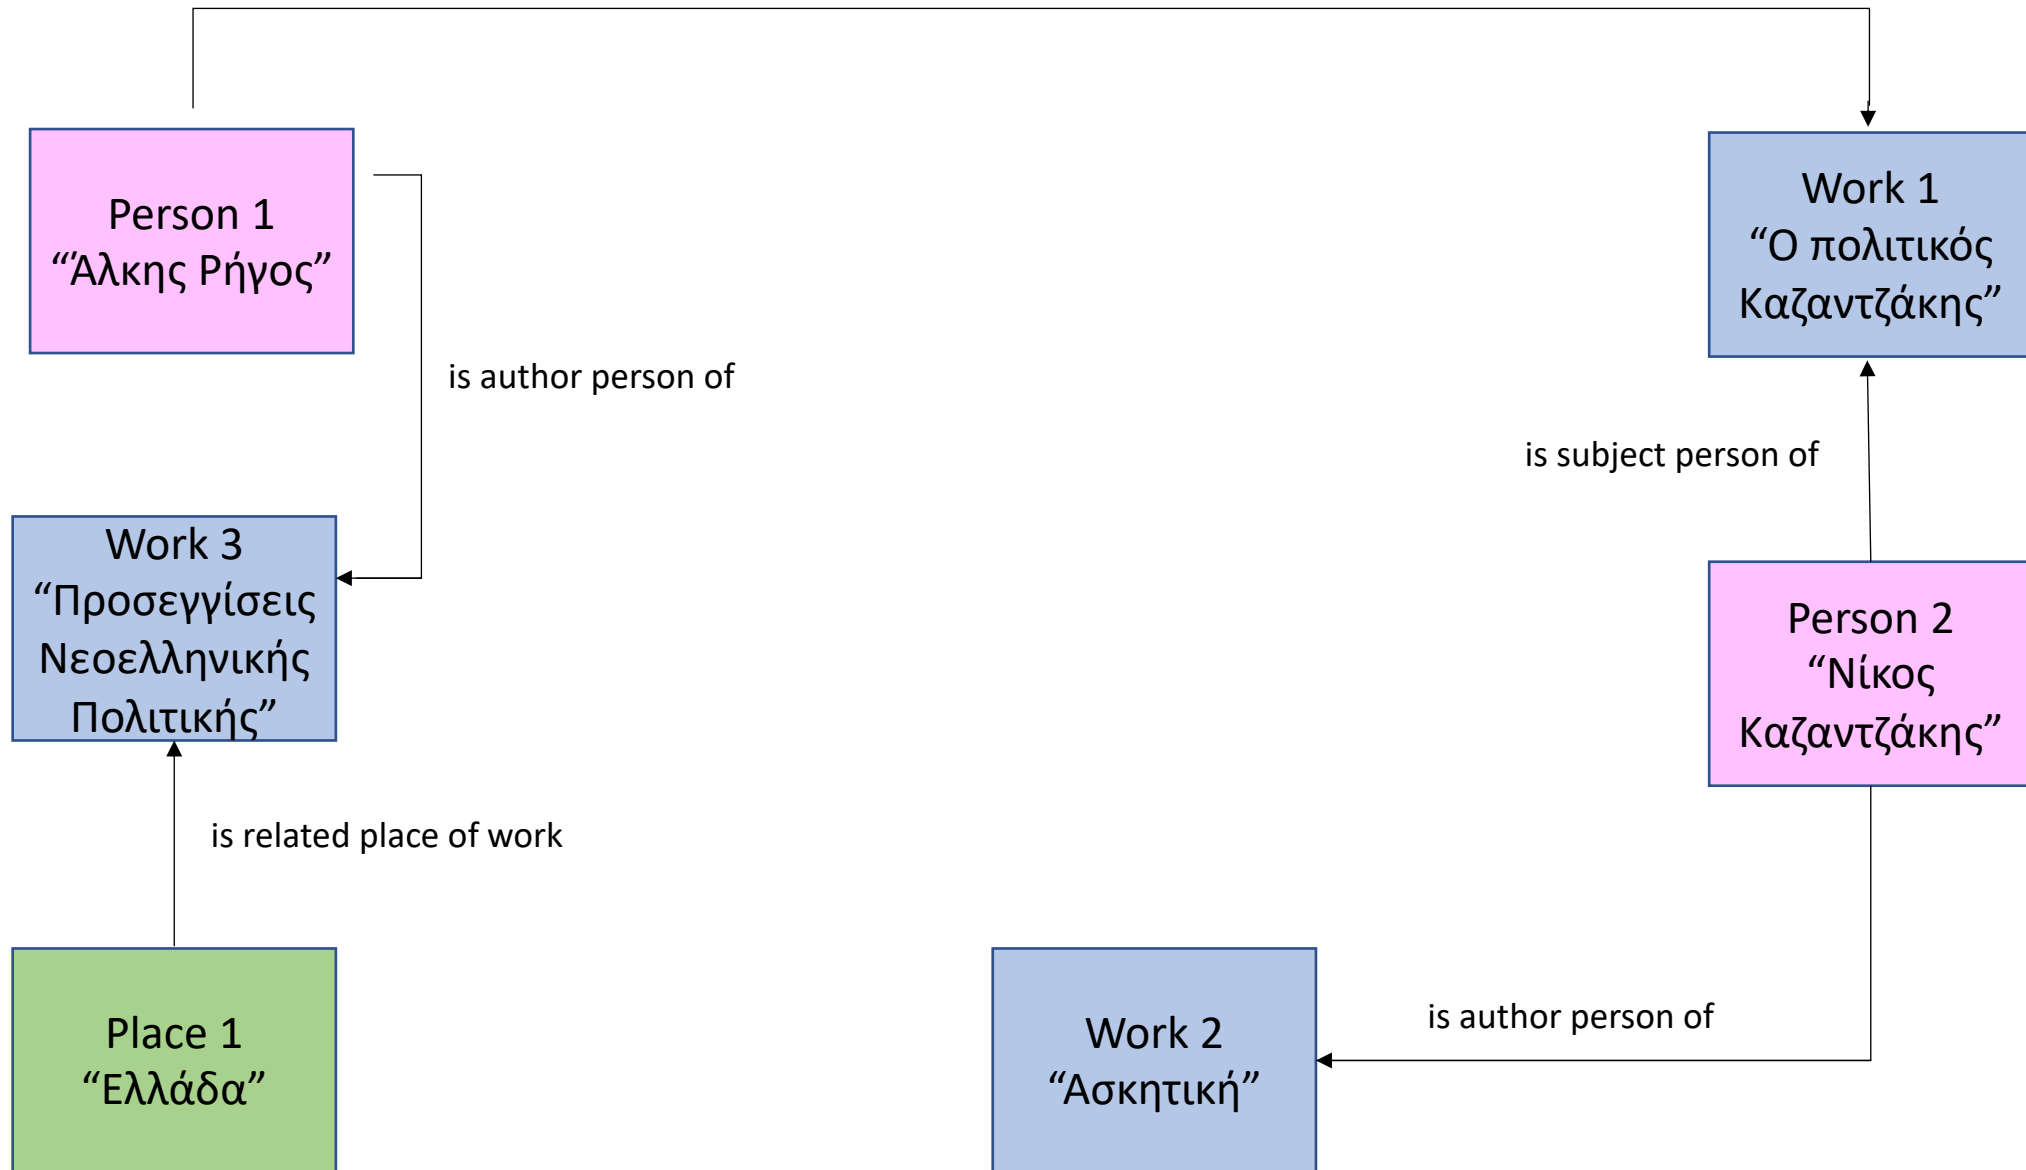 Person 1
“Άλκης Ρήγος”
Work 1
“Ο πολιτικός
Καζαντζάκης”
is author person of
is subject person of
Work 3
“Προσεγγίσεις
Νεοελληνικής
Πολιτικής”
Person 2
“Νίκος
Καζαντζάκης”
is related place of work
Place 1
“Ελλάδα”
Work 2
“Ασκητική”
is author person of